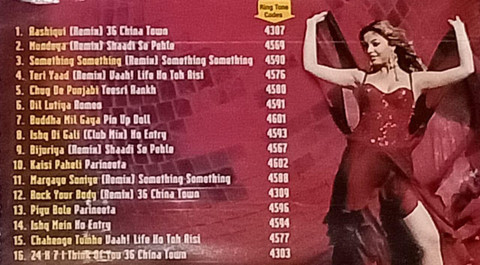 Ring Tone
Codes
1. Aashiqui (Remix) 36 China Town 4307
2. Mundeya (Remix) Shaadi Se Pehle 4569
3. Something Something (Remix) Something Something 4590
4. Teri Yaad (Remix) Vaah! Life Ho Toh Aisi 4576
5. Chug De Punjabi Teesri Aankh 4580
6. Dil Lutiya Romeo 4591
7. Buddha Mil Gaya Pin Up Doll 4601
8. Ishq Di Gali (Club Mix) No Entry 4593
9. Bijuriya (Remix) Shaadi Se Pehle 4567
10. Kaisi Paheli Parineeta 4602
11. Margaye Soniye (Remix) Something Something 4588
12. Rock Your Body (Remix) 36 China Town 4309
13. Piyu Bole Parineeta 4596
14. Ishq Mein No Entry 4594
15. Chahenge Tumhe Vaah! Life Ho Toh Aisi 4577
16. 24 X 7 I Think Of You 36 China Town 4303